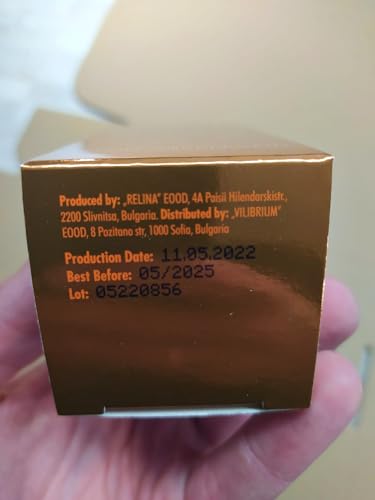 Produced by: „RELINA" EOOD, 4A Paisii Hilendarskistr.,
2200 Slivnitsa, Bulgaria. Distributed by: „VILIBRIUM"
EOOD, 8 Pozitano str, 1000 Sofia, Bulgaria
Production Date: 11.05.2022
Best Before: 05/2025
Lot: 05220856